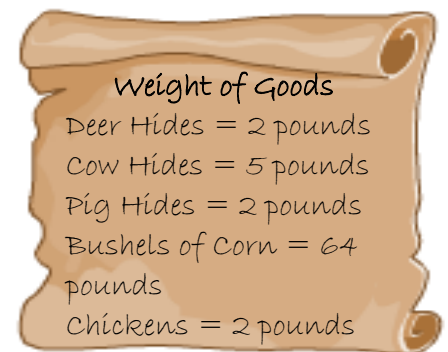 Weight of Goods
Deer Hides = 2 pounds
Cow Hides = 5 pounds
Pig Hides = 2 pounds
Bushels of Corn = 64
pounds
Chickens = 2 pounds